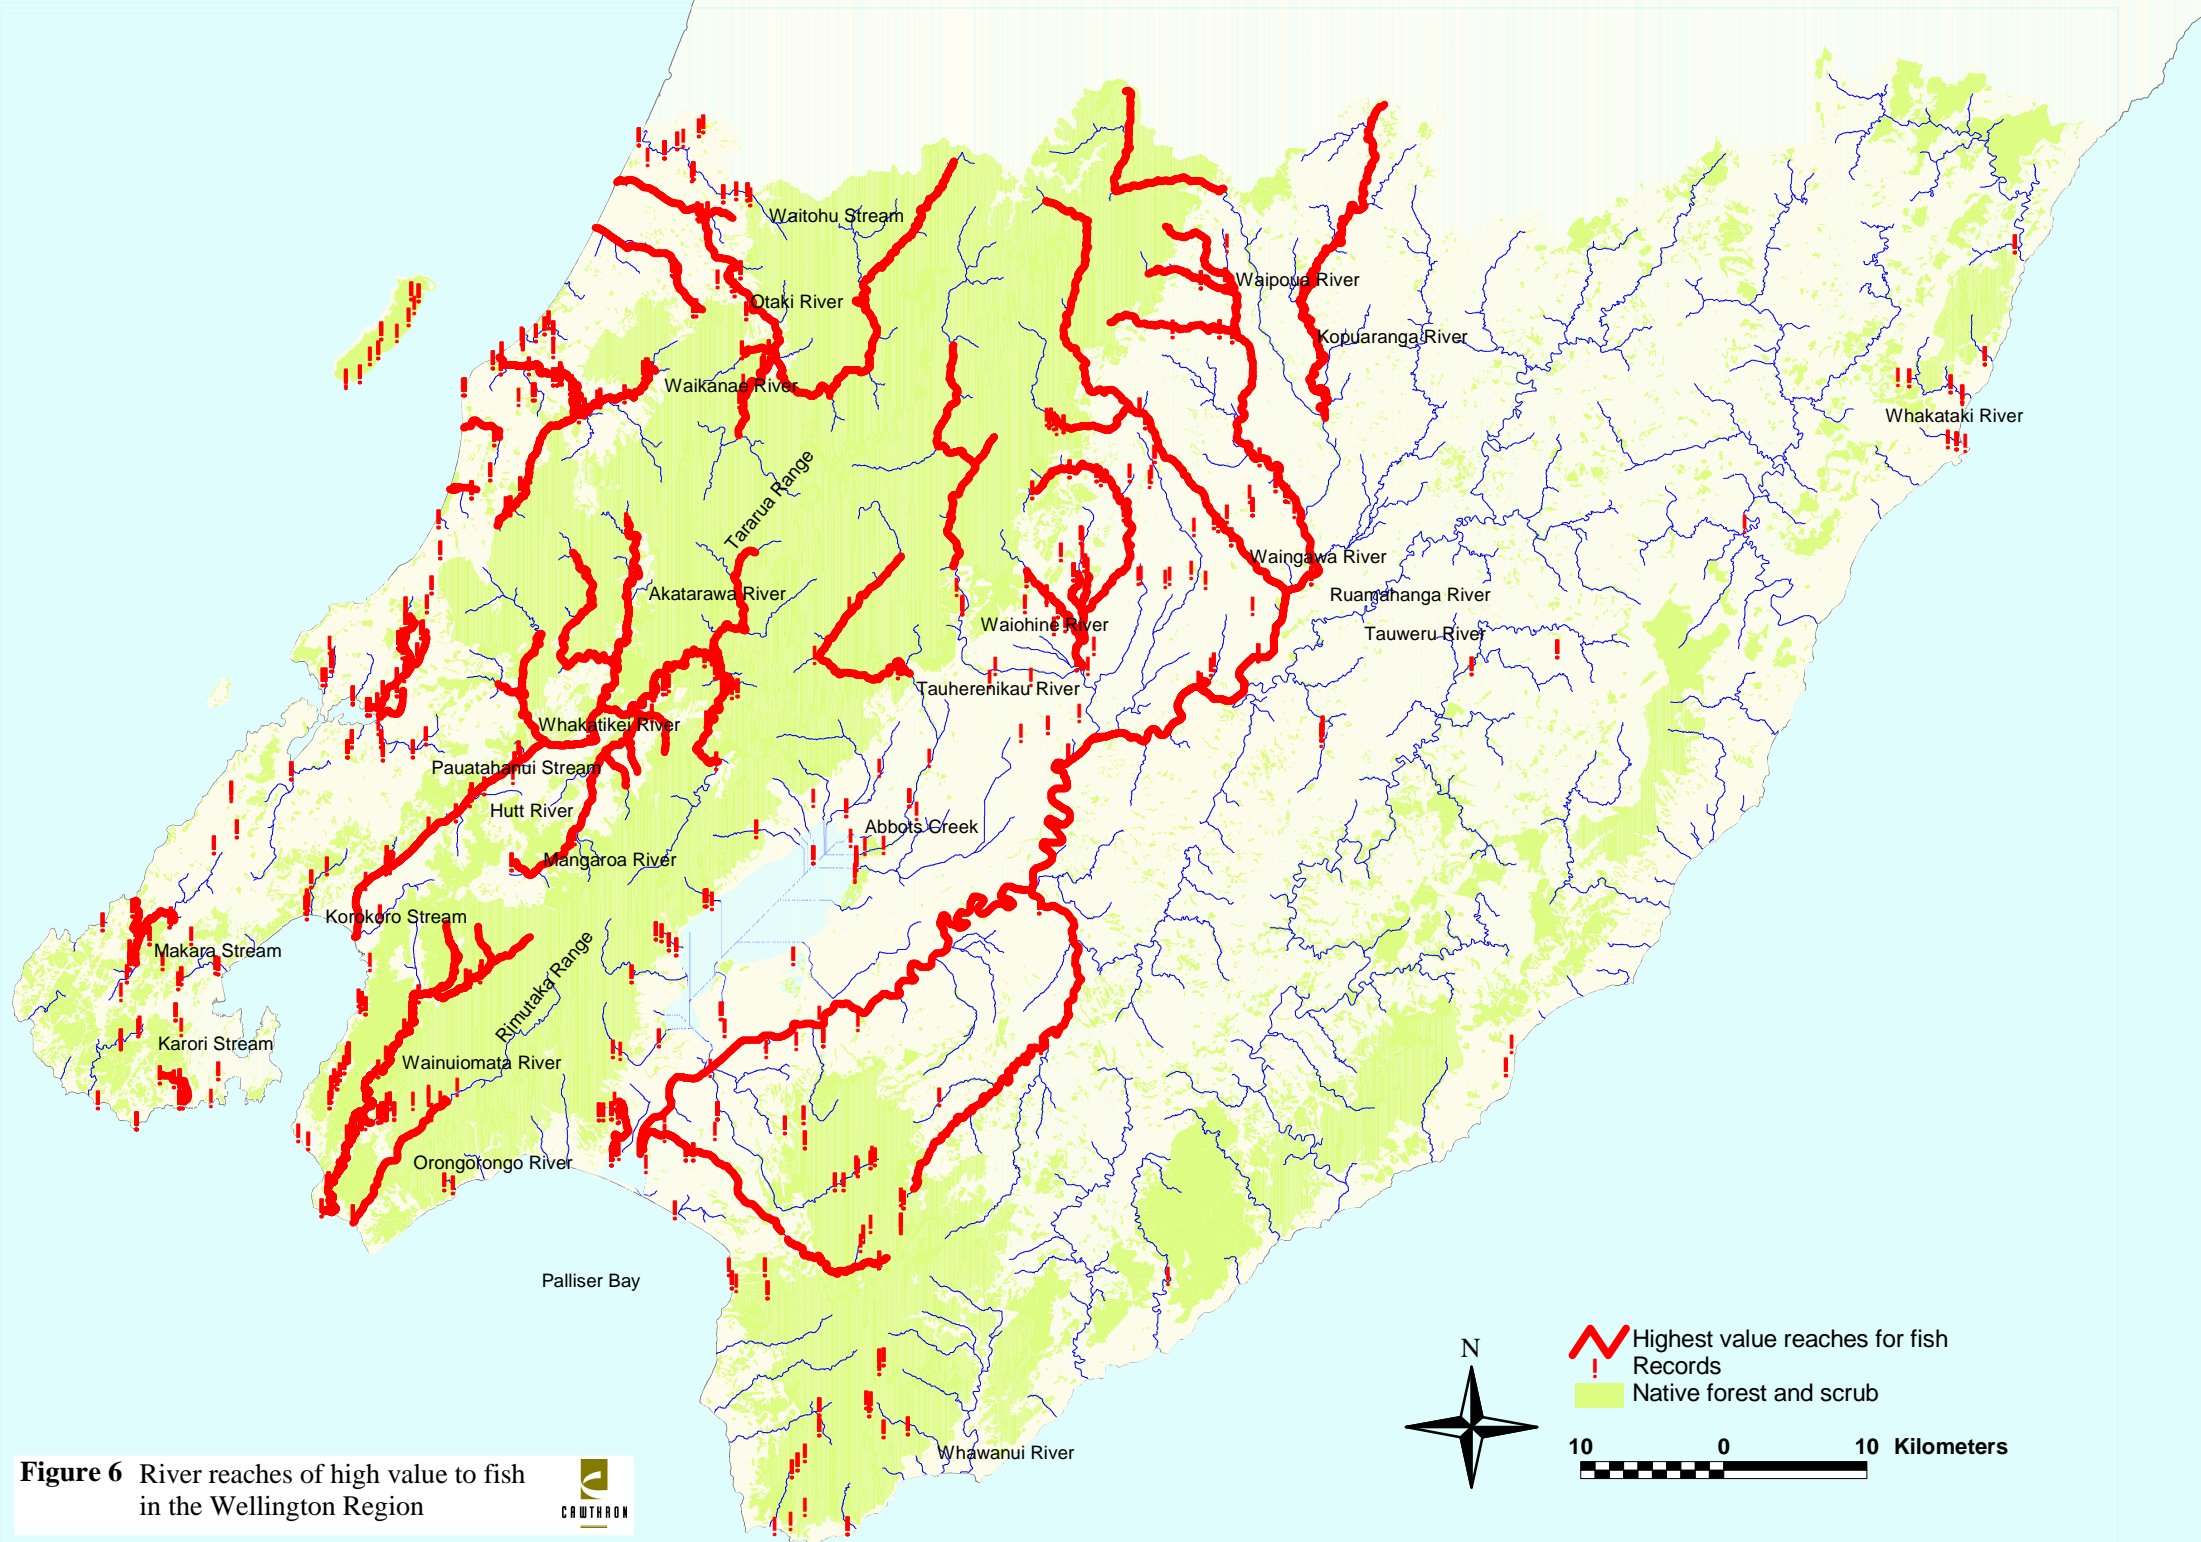 Waitohu Stream
Otaki River
Waipoua River
Kopuaranga River
Waikanae River
Whakataki River
Tararua Range
Waingawa River
Akatarawa River
Ruamahanga River
Waiohine River
Tauweru River
Tauherenikau River
Whakatikei River
Pauatahanui Stream
Hutt River
Abbots Creek
Mangaroa River
Korokoro Stream
Makara Stream
Rimutaka Range
Karori Stream
Wainuiomata River
Orongorongo River
Palliser Bay
Whawanui River
N
Highest value reaches for fish
Records
Native forest and scrub
10 0 10 Kilometers
Figure 6 River reaches of high value to fish
in the Wellington Region
CAWTHRON